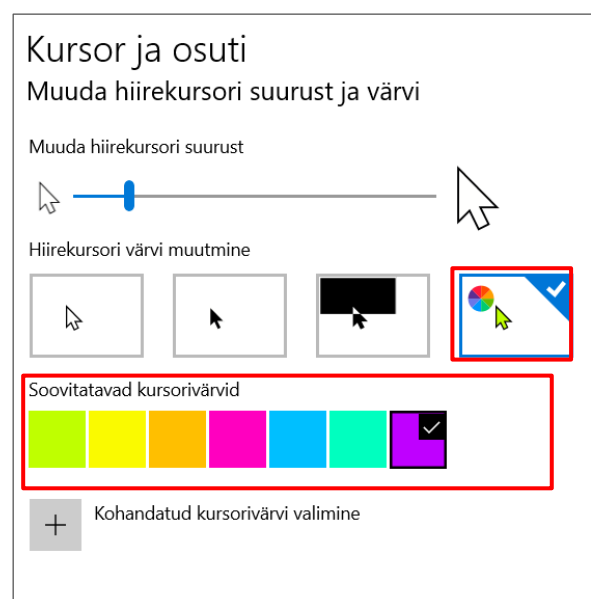 Kursor ja osuti
Muuda hiirekursori suurust ja värvi
Muuda hiirekursori suurust
Hiirekursori värvi muutmine
Soovitatavad kursorivärvid
Kohandatud kursorivärvi valimine